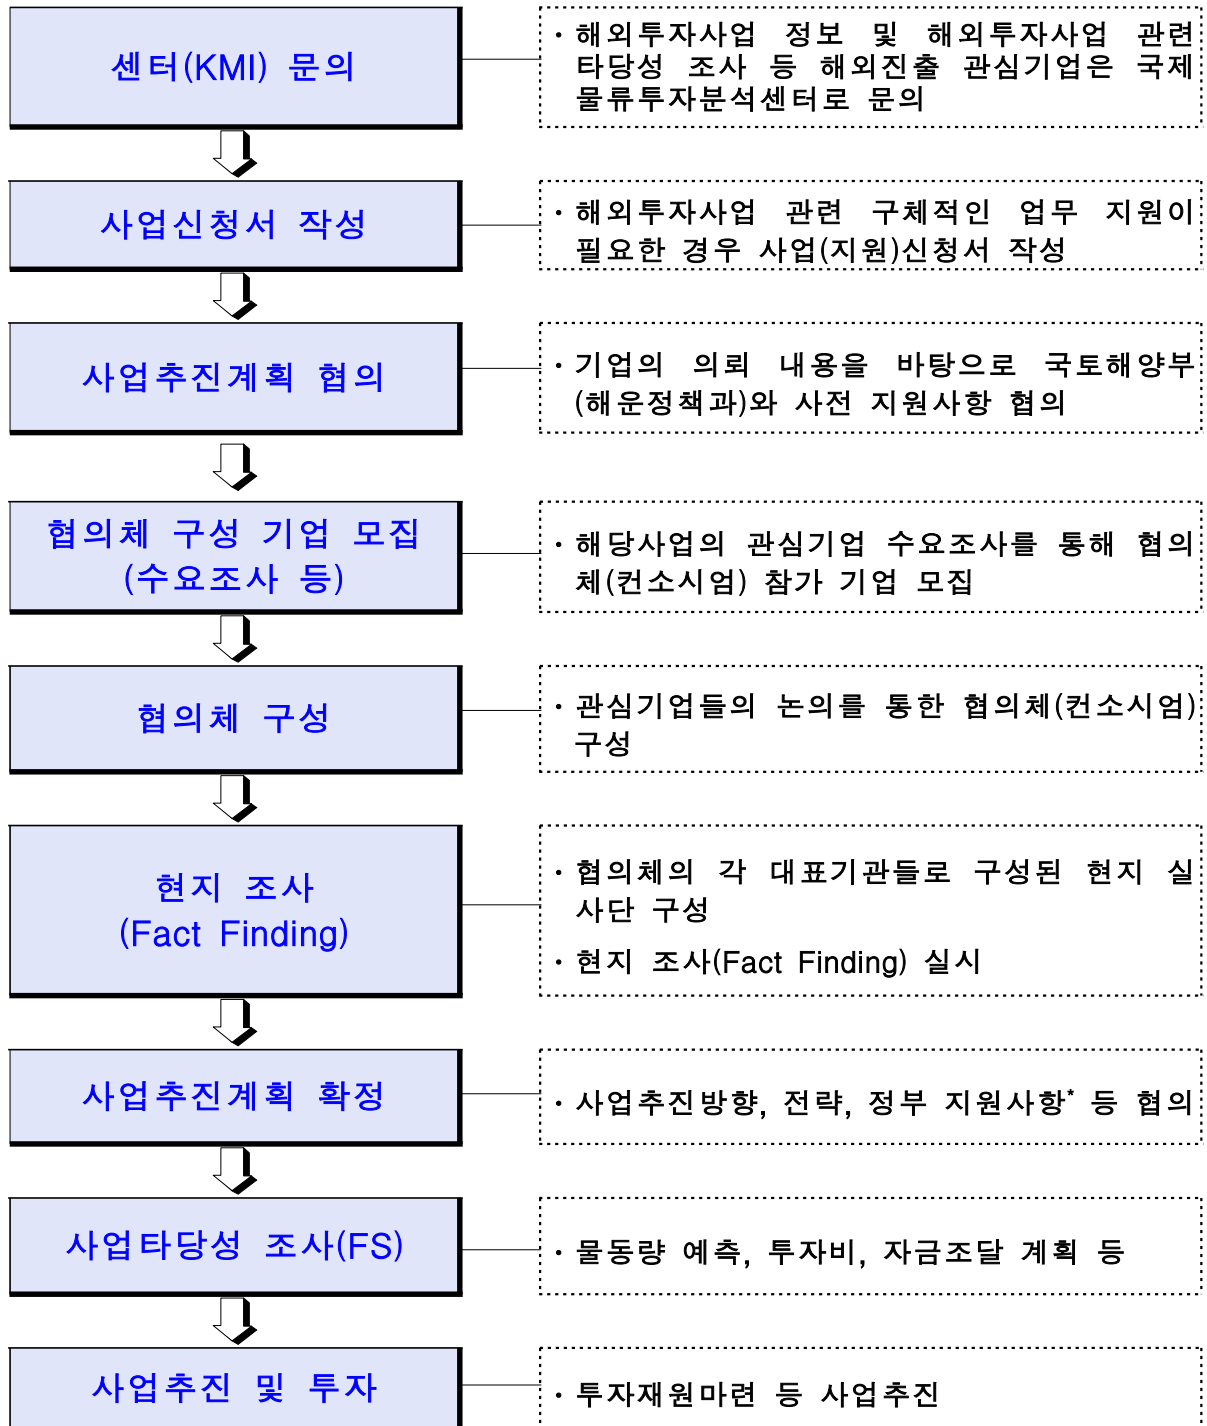 센터(KMI) 문의
· 해외투자사업 정보 및 해외투자사업 관련
타당성 조사 등 해외진출 관심기업은 국제
물류투자분석센터로 문의
사업신청서 작성
· 해외투자사업 관련 구체적인 업무 지원이
필요한 경우 사업(지원)신청서 작성
사업추진계획 협의
· 기업의 의뢰 내용을 바탕으로 국토해양부
(해운정책과)와 사전 지원사항 협의
협의체 구성 기업 모집
(수요조사 등)
· 해당사업의 관심기업 수요조사를 통해 협의
체(컨소시엄) 참가 기업 모집
협의체 구성
· 관심기업들의 논의를 통한 협의체(컨소시엄)
구성
현지 조사
(Fact Finding)
· 협의체의 각 대표기관들로 구성된 현지 실
사단 구성
· 현지 조사(Fact Finding) 실시
사업추진계획 확정
· 사업추진방향, 전략, 정부 지원사항* 등 협의
사업타당성 조사(FS)
· 물동량 예측, 투자비, 자금조달 계획 등
사업추진 및 투자
· 투자재원마련 등 사업추진